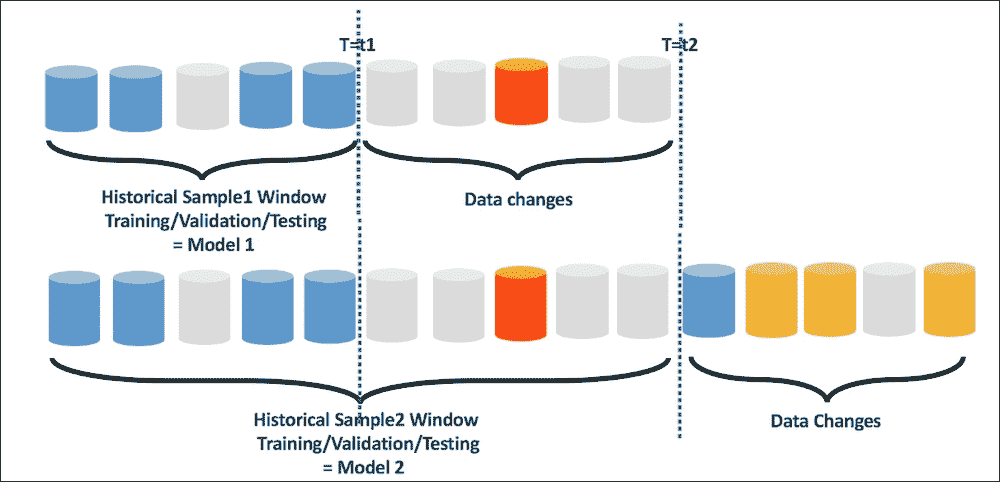 T=t1
T=t2
Historical Sample1 Window
Training/Validation/Testing
= Model 1
Data changes
Historical Sample2 Window
Training/Validation/Testing
= Model 2
Data Changes